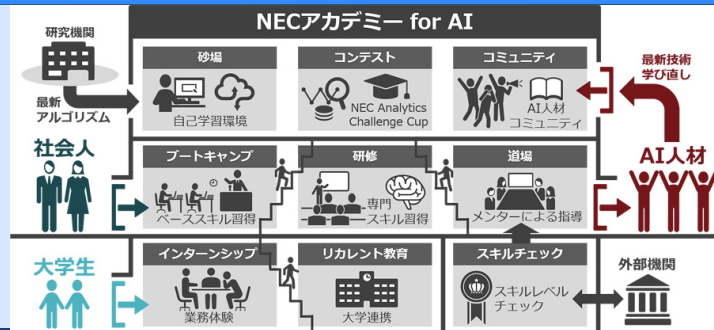 NECアカデミー for AI
研究機関
最新
アルゴリズム
砂場
自己学習環境
コンテスト
NEC Analytics
Challenge Cup
コミュニティ
AI人材
コミュニティ
最新技術
学び直し
社会人
ブートキャンプ
ベーススキル習得
研修
専門
スキル習得
道場
メンターによる指導
AI人材
大学生
インターンシップ
業務体験
リカレント教育
大学連携
スキルチェック
スキルレベル
チェック
外部機関